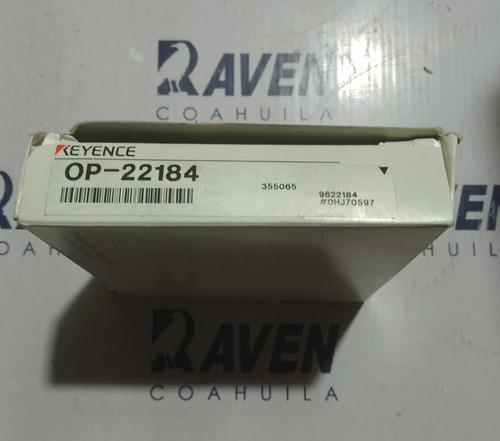 RAVEN
COAHUILA
KEYENCE
OP-22184
355065
9622184
#0HJ70597
RAVEN
COAHUILA